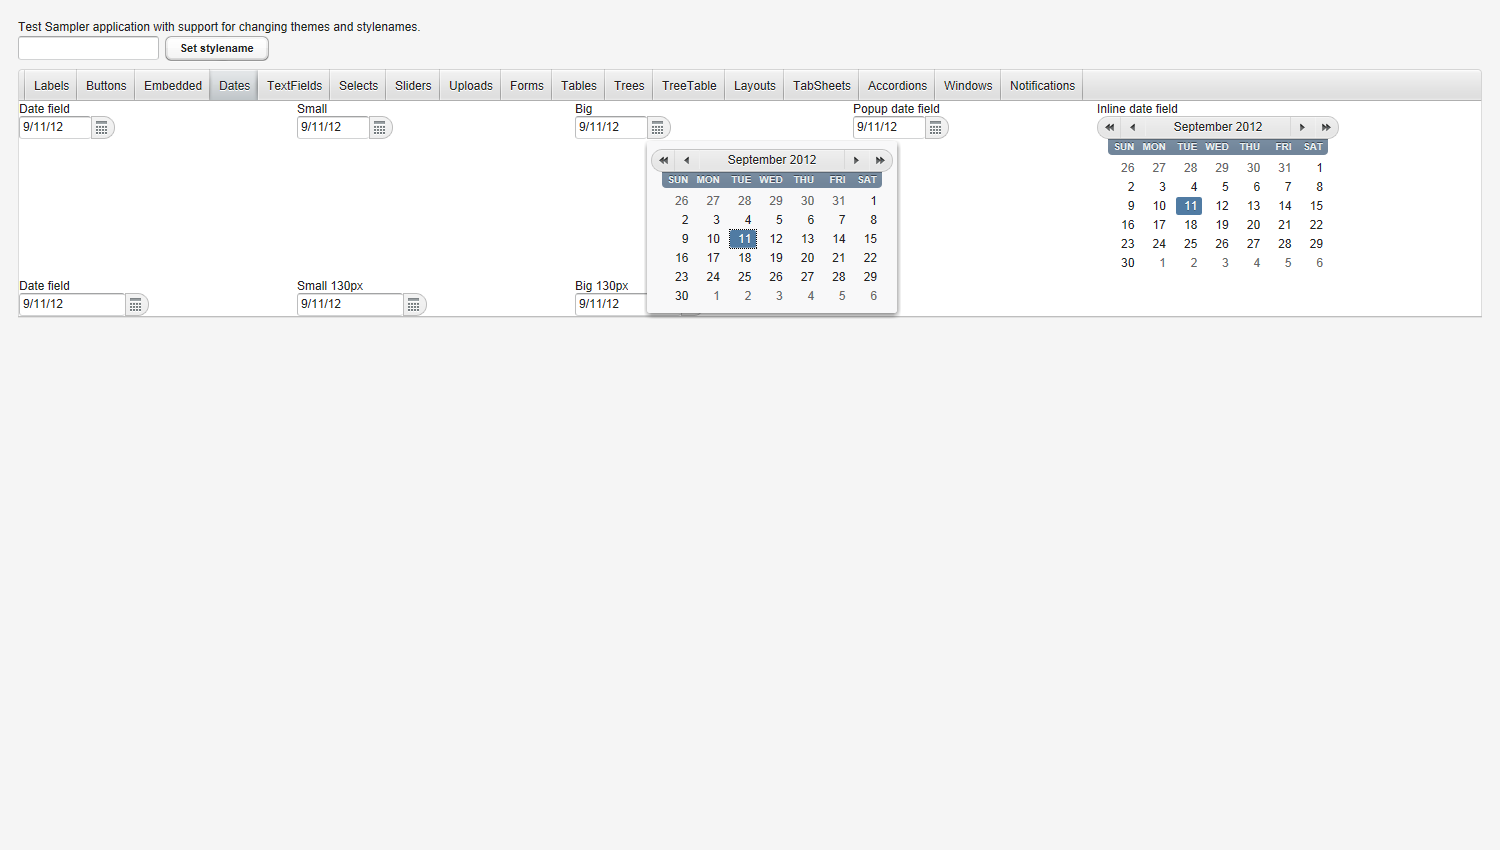 Test Sampler application with support for changing themes and stylenames.
Set stylename
Labels Buttons Embedded Dates TextFields Selects Sliders Uploads Forms Tables Trees TreeTable Layouts TabSheets Accordions Windows Notifications
Date field Small Big Popup date field Inline date field
9/11/12 9/11/12 9/11/12 9/11/12 September 2012
SUN MON TUE WED THU FRI SAT
26 27 28 29 30 31 1
2 3 4 5 6 7 8
9 10 11 12 13 14 15
16 17 18 19 20 21 22
23 24 25 26 27 28 29
30 1 2 3 4 5 6
September 2012
SUN MON TUE WED THU FRI SAT
26 27 28 29 30 31 1
2 3 4 5 6 7 8
9 10 11 12 13 14 15
16 17 18 19 20 21 22
23 24 25 26 27 28 29
30 1 2 3 4 5 6
Date field Small 130px Big 130px
9/11/12 9/11/12 9/11/12